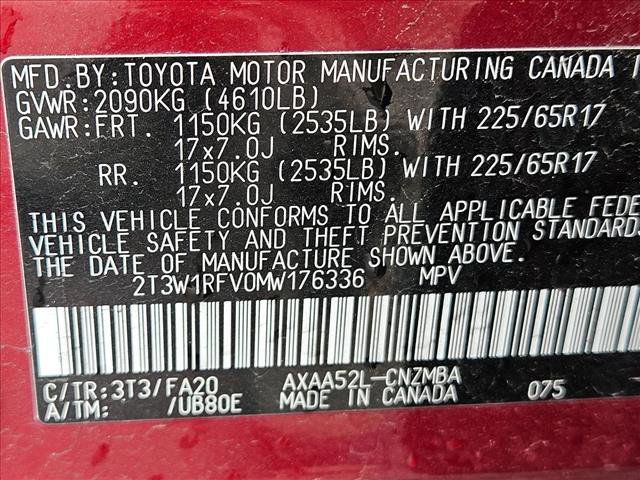 MFD. BY: TOYOTA MOTOR MANUFACTURING CANADA
GVWR: 2090KG (4610LB)
GAWR: FRT. 1150KG (2535LB) WITH 225/65R17
17x7.0J RIMS.
RR. 1150KG (2535LB) WITH 225/65R17
17x7.0J RIMS.
THIS VEHICLE CONFORMS TO ALL APPLICABLE FEDE
VEHICLE SAFETY AND THEFT PREVENTION STANDARDS
THE DATE OF MANUFACTURE SHOWN ABOVE.
2T3W1RFV0MW176336 MPV
C/TR: 3T3/FA20 AXAA52L-CNZMBA 075
A/TM: /UB80E MADE IN CANADA